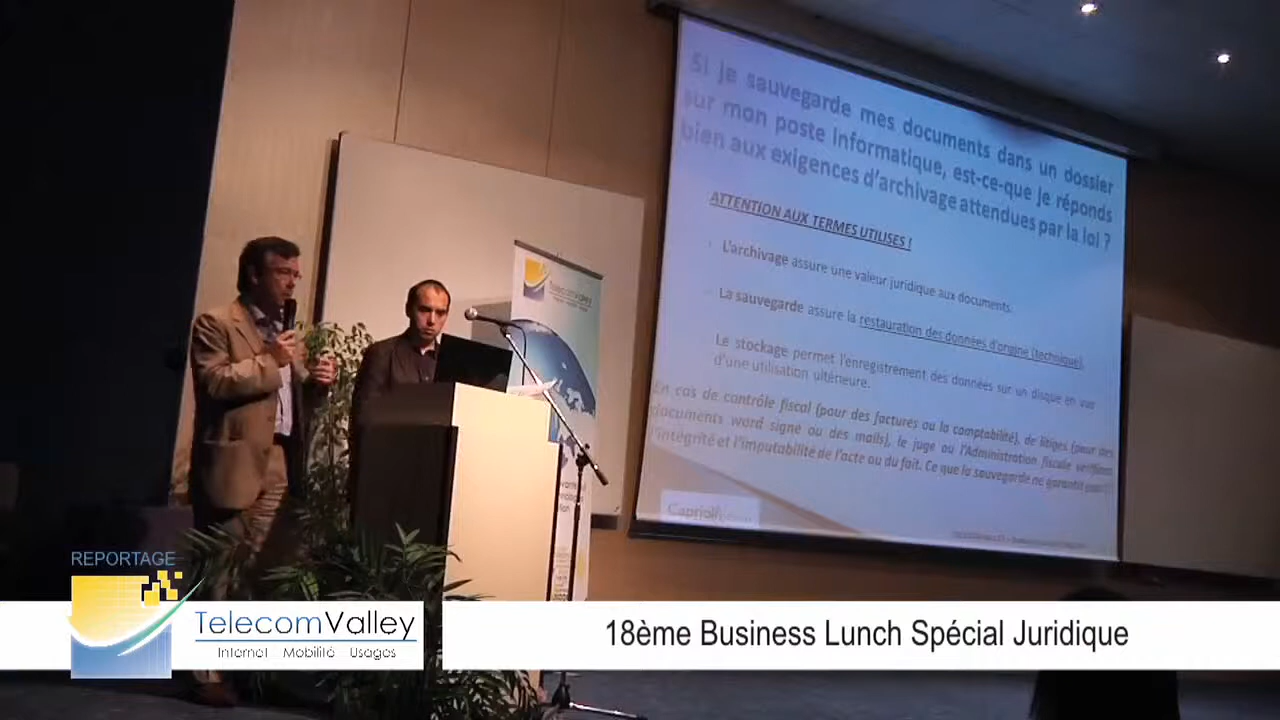 Si je sauvegarde mes documents dans un dossier
sur mon poste informatique, est-ce-que je réponds
bien aux exigences d'archivage attendues par la loi ?
ATTENTION AUX TERMES UTILISES !
L'archivage assure une valeur juridique aux documents.
La sauvegarde assure la restauration des données d'origine (technique).
Le stockage permet l'enregistrement des données sur un disque en vue
d'une utilisation ultérieure.
En cas de contrôle fiscal (pour des factures ou la comptabilité), de litiges (pour des
documents word signe ou des mails), le juge ou l'Administration fiscale
l'intégrité et l'imputabilité de l'acte ou du fait. Ce que la sauvegarde ne garantit pas
TelecomValley
REPORTAGE
TelecomValley
Internet Mobilité Usages
18ème Business Lunch Spécial Juridique